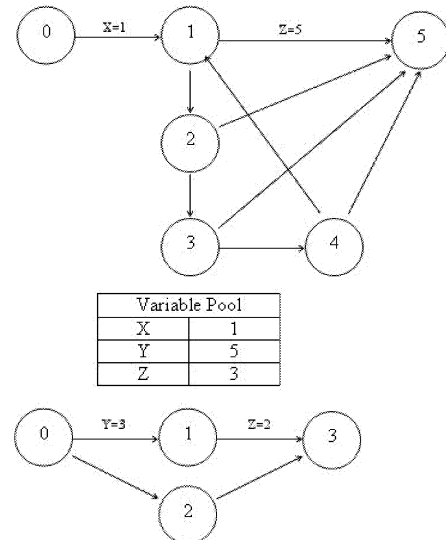 0 X=1 1 Z=5 5
2
3 4
Variable Pool
X 1
Y 5
Z 3
0 Y=3 1 Z=2 3
2